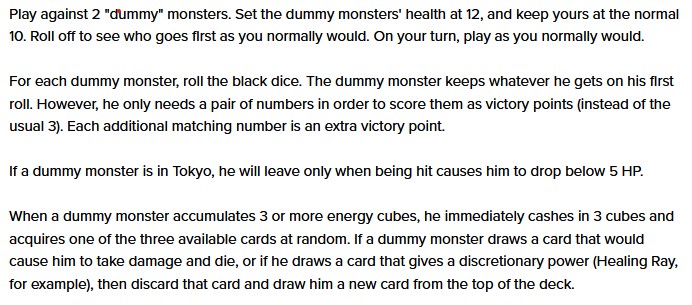 Play against 2 "dummy" monsters. Set the dummy monsters' health at 12, and keep yours at the normal
10. Roll off to see who goes first as you normally would. On your turn, play as you normally would.
For each dummy monster, roll the black dice. The dummy monster keeps whatever he gets on his first
roll. However, he only needs a pair of numbers in order to score them as victory points (instead of the
usual 3). Each additional matching number is an extra victory point.
If a dummy monster is in Tokyo, he will leave only when being hit causes him to drop below 5 HP.
When a dummy monster accumulates 3 or more energy cubes, he immediately cashes in 3 cubes and
acquires one of the three available cards at random. If a dummy monster draws a card that would
cause him to take damage and die, or if he draws a card that gives a discretionary power (Healing Ray,
for example), then discard that card and draw him a new card from the top of the deck.